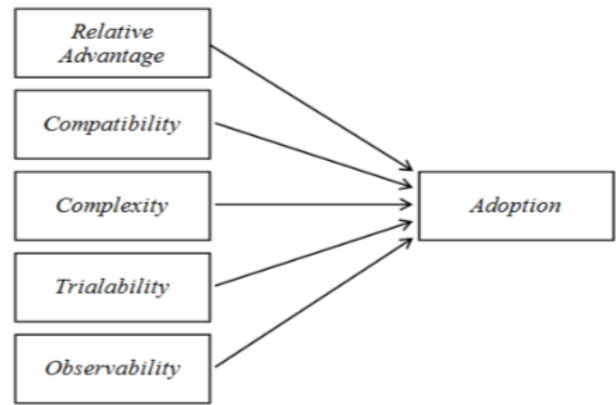 Relative
Advantage
Compatibility
Complexity
Adoption
Trialability
Observability